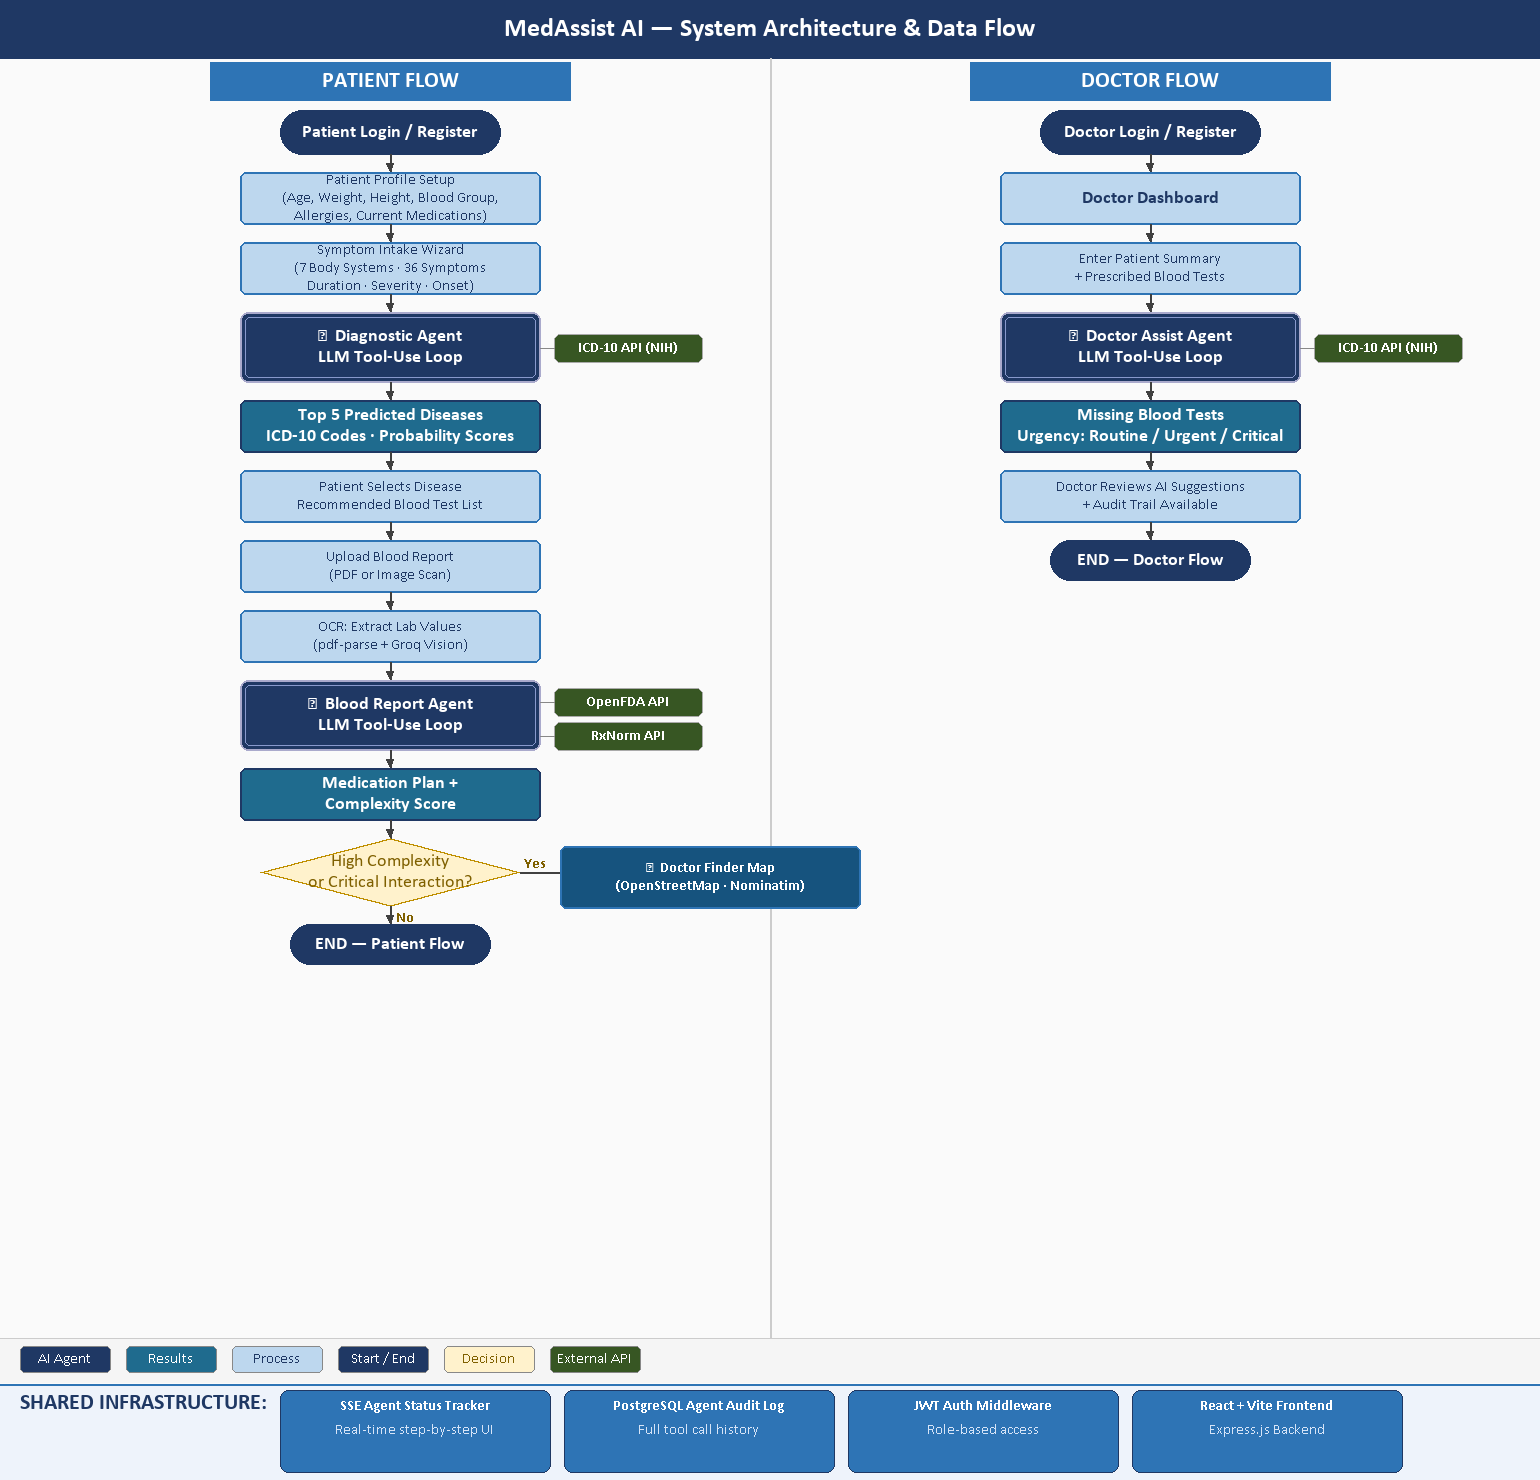 MedAssist AI — System Architecture & Data Flow
PATIENT FLOW
Patient Login / Register
Patient Profile Setup
(Age, Weight, Height, Blood Group,
Allergies, Current Medications)
Symptom Intake Wizard
(7 Body Systems · 36 Symptoms
Duration · Severity · Onset)
Diagnostic Agent
LLM Tool-Use Loop
ICD-10 API (NIH)
Top 5 Predicted Diseases
ICD-10 Codes · Probability Scores
Patient Selects Disease
Recommended Blood Test List
Upload Blood Report
(PDF or Image Scan)
OCR: Extract Lab Values
(pdf-parse + Groq Vision)
Blood Report Agent
LLM Tool-Use Loop
OpenFDA API
RxNorm API
Medication Plan +
Complexity Score
High Complexity
or Critical Interaction?
Yes
Doctor Finder Map
(OpenStreetMap · Nominatim)
No
END — Patient Flow
DOCTOR FLOW
Doctor Login / Register
Doctor Dashboard
Enter Patient Summary
+ Prescribed Blood Tests
Doctor Assist Agent
LLM Tool-Use Loop
ICD-10 API (NIH)
Missing Blood Tests
Urgency: Routine / Urgent / Critical
Doctor Reviews AI Suggestions
+ Audit Trail Available
END — Doctor Flow
AI Agent
Results
Process
Start / End
Decision
External API
SHARED INFRASTRUCTURE:
SSE Agent Status Tracker
Real-time step-by-step UI
PostgreSQL Agent Audit Log
Full tool call history
JWT Auth Middleware
Role-based access
React + Vite Frontend
Express.js Backend